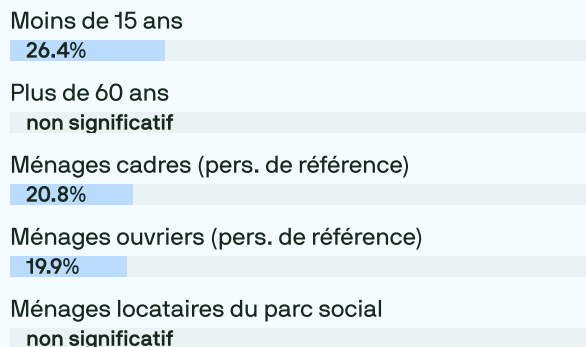 Moins de 15 ans
26.4%
Plus de 60 ans
non significatif
Ménages cadres (pers. de référence)
20.8%
Ménages ouvriers (pers. de référence)
19.9%
Ménages locataires du parc social
non significatif